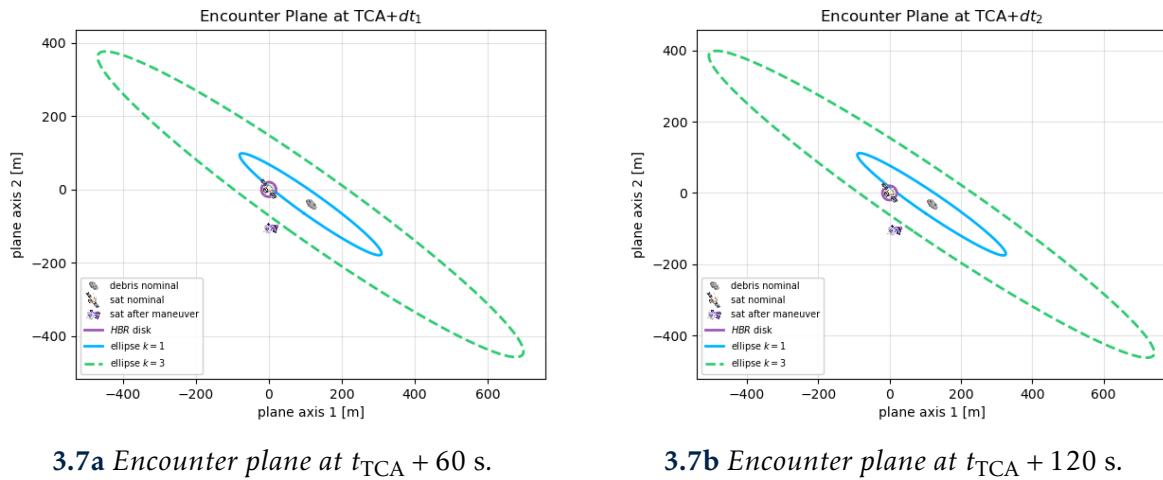 Encounter Plane at TCA+dt₁
plane axis 2 [m]
400
200
0
−200
−400
debris nominal
sat nominal
sat after maneuver
HBR disk
ellipse k = 1
ellipse k = 3
−400 −200 0 200 400 600
plane axis 1 [m]
3.7a Encounter plane at t_TCA + 60 s.
Encounter Plane at TCA+dt₂
plane axis 2 [m]
400
200
0
−200
−400
debris nominal
sat nominal
sat after maneuver
HBR disk
ellipse k = 1
ellipse k = 3
−400 −200 0 200 400 600
plane axis 1 [m]
3.7b Encounter plane at t_TCA + 120 s.